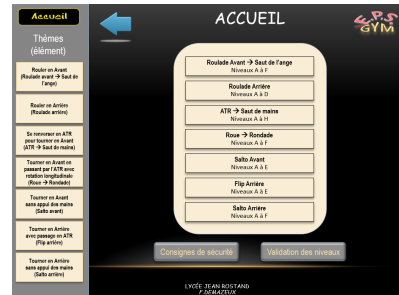 Accueil
Thèmes
(élément)
Rouler en Avant
(Roulade avant → Saut de
l'ange)
Rouler en Arrière
(Roulade arrière)
Se renverser en ATR
pour tourner en Avant
(ATR → Saut de mains)
Tourner en Avant en
passant par l'ATR avec
rotation longitudinale
(Roue → Rondade)
Tourner en Avant
sans appui des mains
(Salto avant)
Tourner en Arrière
avec passage en ATR
(Flip arrière)
Tourner en Arrière
sans appui des mains
(Salto arrière)
ACCUEIL
E.P.S
GYM
Roulade Avant → Saut de l'ange
Niveaux A à F
Roulade Arrière
Niveaux A à D
ATR → Saut de mains
Niveaux A à H
Roue → Rondade
Niveaux A à F
Salto Avant
Niveaux A à E
Flip Arrière
Niveaux A à E
Salto Arrière
Niveaux A à F
Consignes de sécurité
Validation des niveaux
LYCÉE JEAN ROSTAND
F.DEMAZEUX